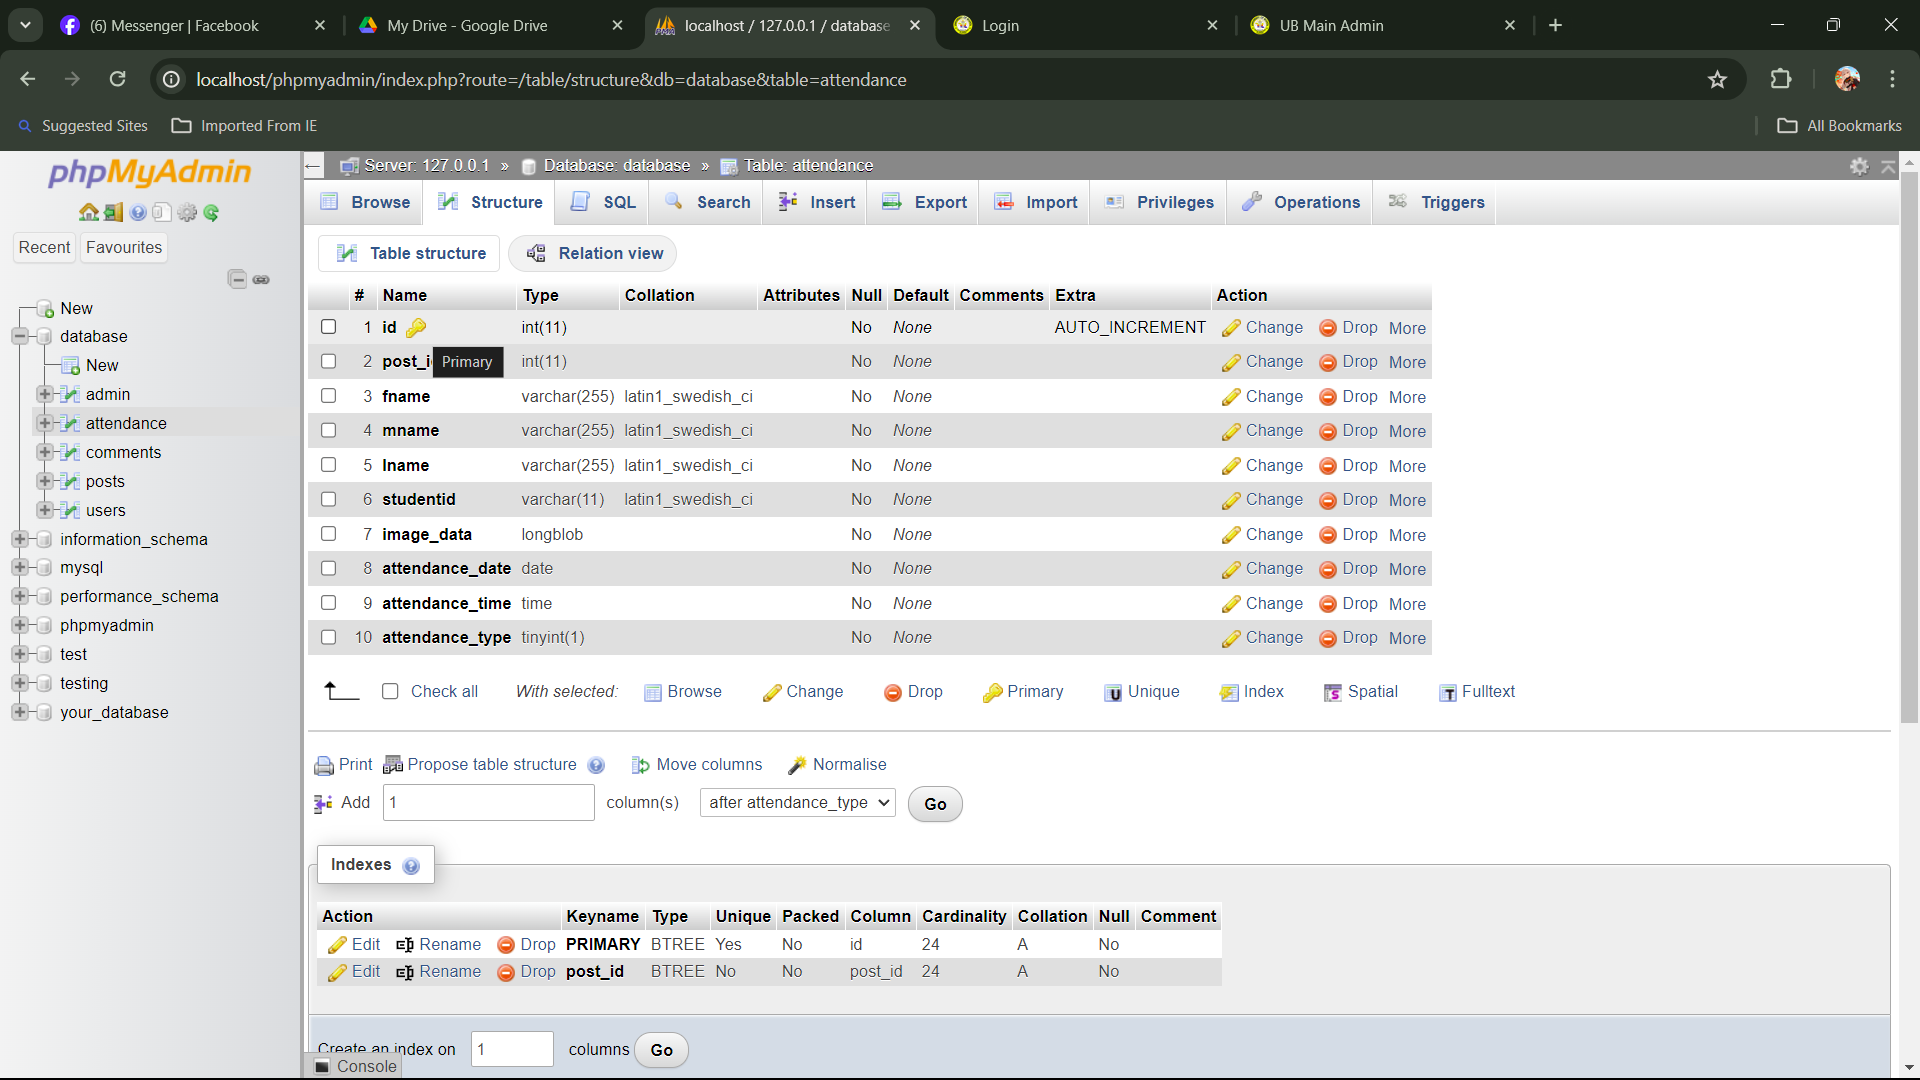 (6) Messenger | Facebook
My Drive - Google Drive
localhost / 127.0.0.1 / database
Login
UB Main Admin
localhost/phpmyadmin/index.php?route=/table/structure&db=database&table=attendance
Suggested Sites
Imported From IE
All Bookmarks
phpMyAdmin
Recent
Favourites
New
database
New
admin
attendance
comments
posts
users
information_schema
mysql
performance_schema
phpmyadmin
test
testing
your_database
Server: 127.0.0.1 » Database: database » Table: attendance
Browse Structure SQL Search Insert Export Import Privileges Operations Triggers
Table structure Relation view
# Name Type Collation Attributes Null Default Comments Extra Action
1 id int(11) No None AUTO_INCREMENT Change Drop More
2 post_i int(11) No None Change Drop More
Primary
3 fname varchar(255) latin1_swedish_ci No None Change Drop More
4 mname varchar(255) latin1_swedish_ci No None Change Drop More
5 lname varchar(255) latin1_swedish_ci No None Change Drop More
6 studentid varchar(11) latin1_swedish_ci No None Change Drop More
7 image_data longblob No None Change Drop More
8 attendance_date date No None Change Drop More
9 attendance_time time No None Change Drop More
10 attendance_type tinyint(1) No None Change Drop More
Check all With selected: Browse Change Drop Primary Unique Index Spatial Fulltext
Print Propose table structure Move columns Normalise
Add 1 column(s) after attendance_type Go
Indexes
Action Keyname Type Unique Packed Column Cardinality Collation Null Comment
Edit Rename Drop PRIMARY BTREE Yes No id 24 A No
Edit Rename Drop post_id BTREE No No post_id 24 A No
Create an index on 1 columns Go
Console